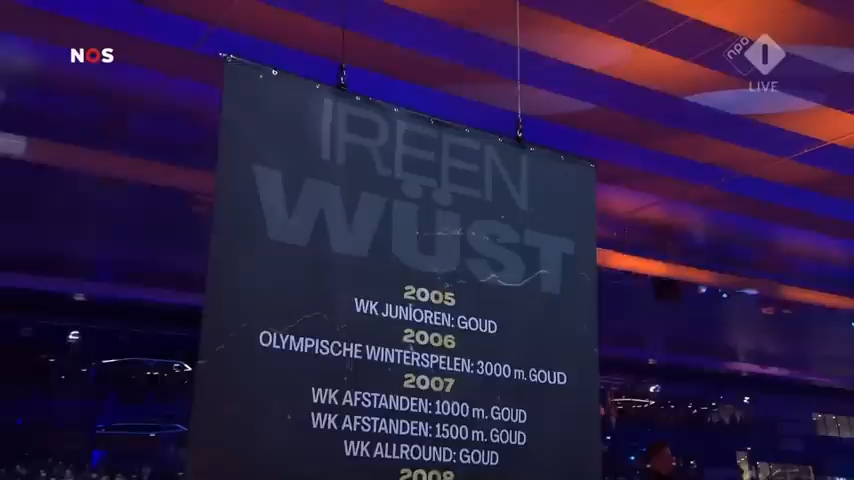 NOS
npo 1
LIVE
IREEN
WÜST
2005
WK JUNIOREN: GOUD
2006
OLYMPISCHE WINTERSPELEN: 3000 m. GOUD
2007
WK AFSTANDEN: 1000 m. GOUD
WK AFSTANDEN: 1500 m. GOUD
WK ALLROUND: GOUD
2008